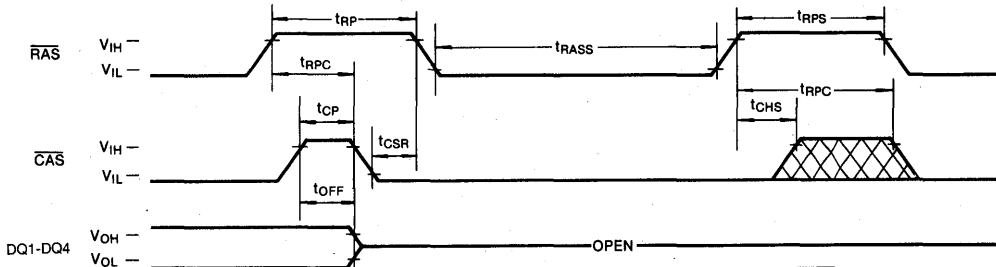 tRP
tRPS
RAS
VIH
VIL
tRASS
tRPC
tRPC
tCP
tCHS
tCSR
CAS
VIH
VIL
tOFF
DQ1-DQ4
VOH
VOL
OPEN